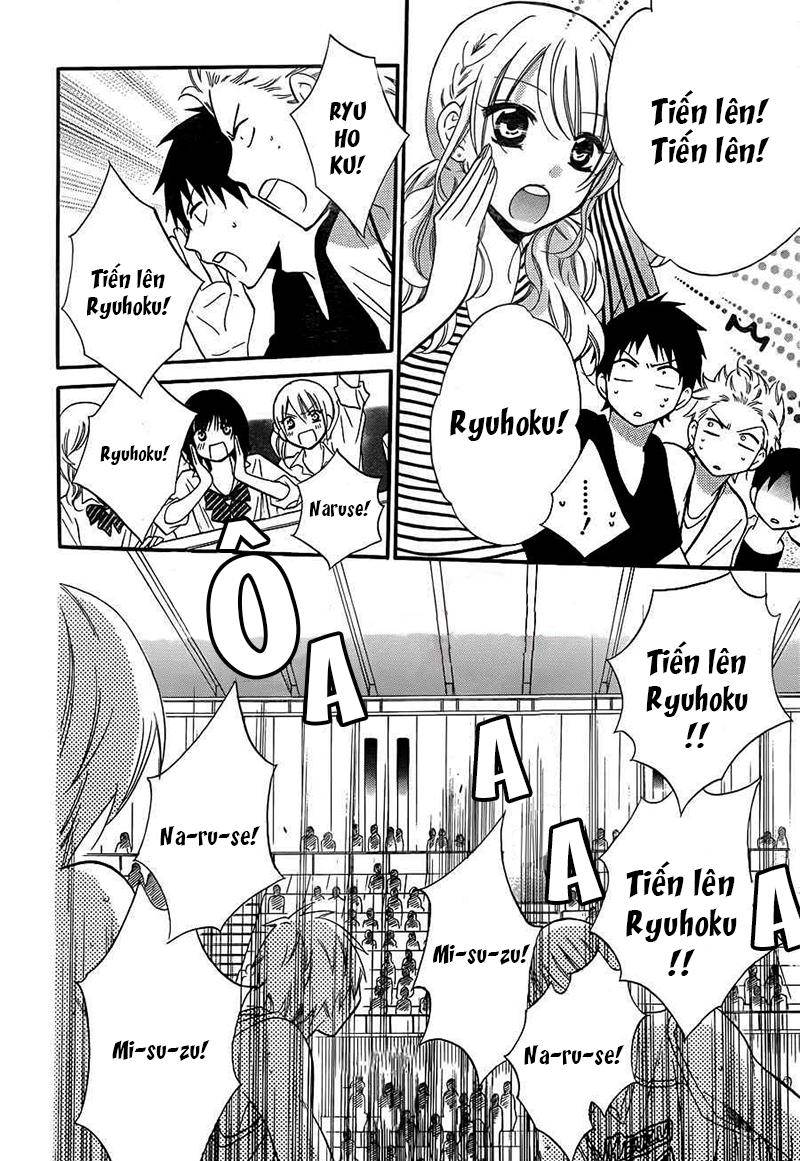 Tiến lên!
Tiến lên!
Ryuhoku!
...!
RYU
HO
KU!
Tiến lên
Ryuhoku!
Ryuhoku!
Naruse!
ÔAAAA
Tiến lên
Ryuhoku
!!
Tiến lên
Ryuhoku
!!
Na-ru-se!
Mi-su-zu!
Mi-su-zu!
Na-ru-se!